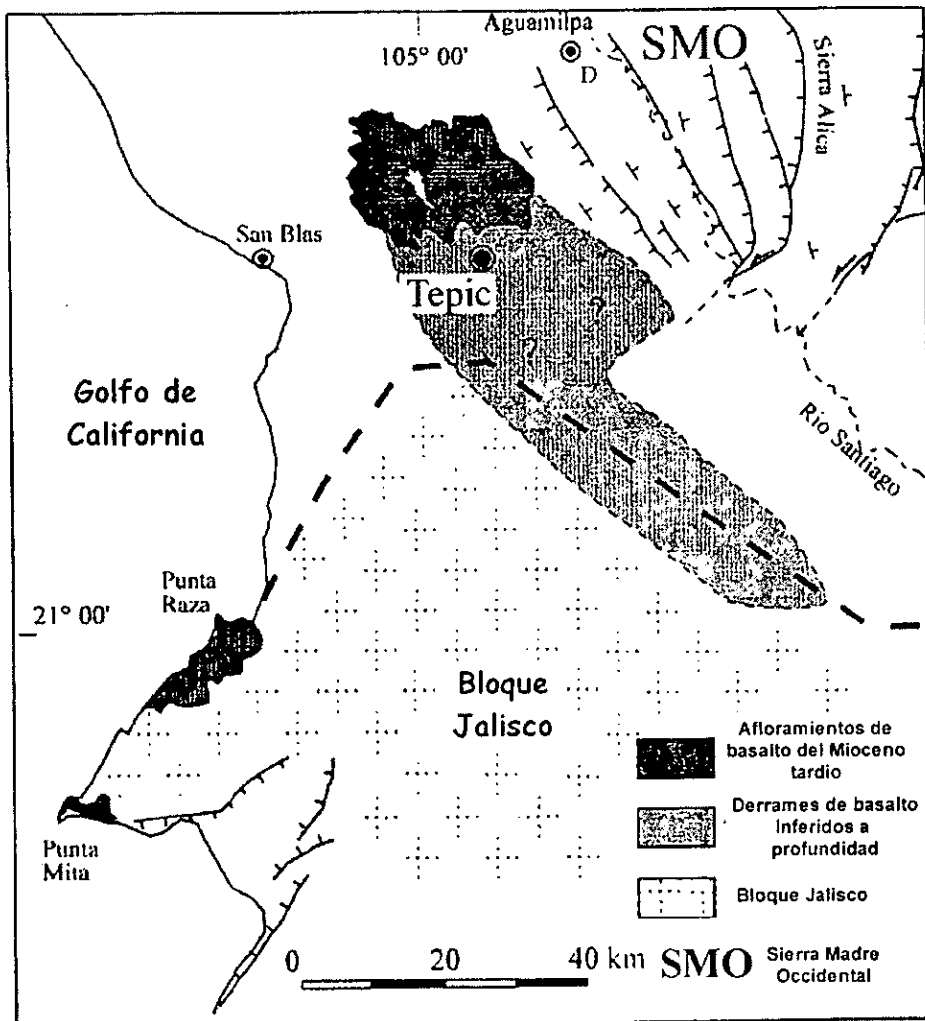 Aguamilpa
105° 00'
D
SMO
Sierra Alica
San Blas
Tepic
?
?
Golfo de
California
Río Santiago
Punta
Raza
21° 00'
Bloque
Jalisco
Punta
Mita
Afloramientos de
basalto del Mioceno
tardio
Derrames de basalto
Inferidos a
profundidad
Bloque Jalisco
0 20 40 km
SMO Sierra Madre
Occidental